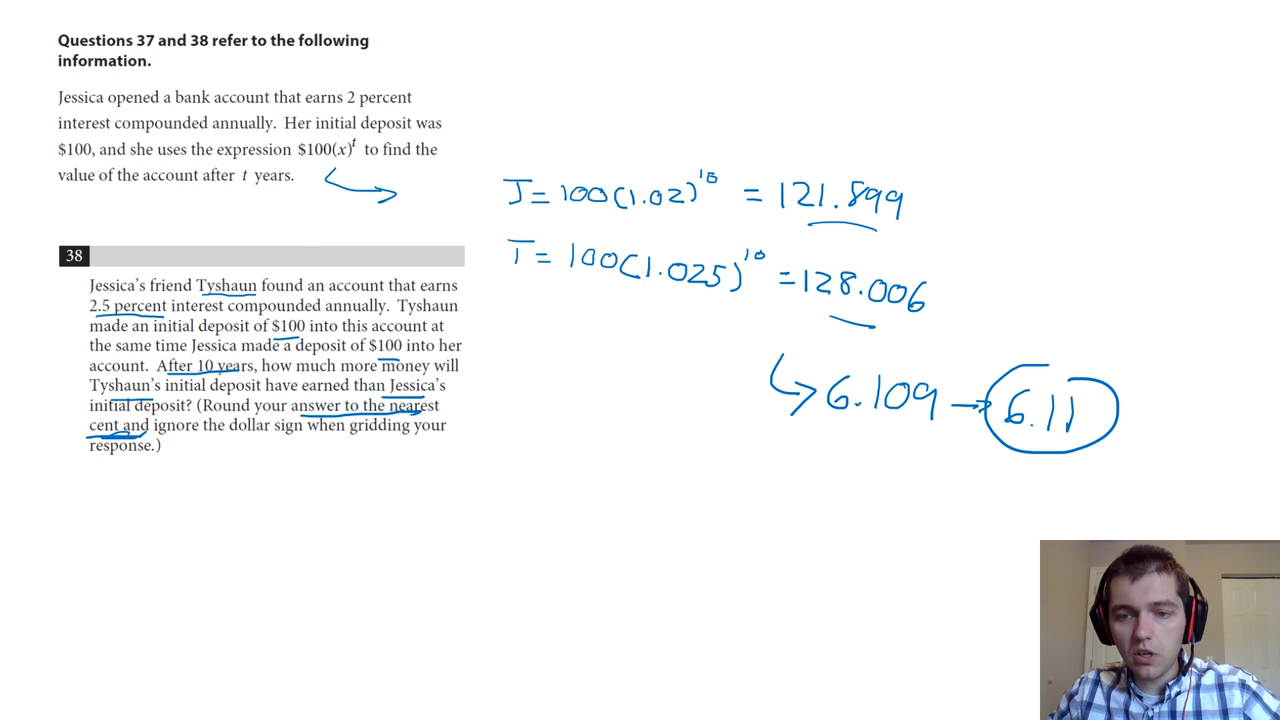 Questions 37 and 38 refer to the following
information.
Jessica opened a bank account that earns 2 percent
interest compounded annually. Her initial deposit was
$100, and she uses the expression $100(x)^t to find the
value of the account after t years.
38
Jessica's friend Tyshaun found an account that earns
2.5 percent interest compounded annually. Tyshaun
made an initial deposit of $100 into this account at
the same time Jessica made a deposit of $100 into her
account. After 10 years, how much more money will
Tyshaun's initial deposit have earned than Jessica's
initial deposit? (Round your answer to the nearest
cent and ignore the dollar sign when gridding your
response.)
J = 100(1.02)^10 = 121.899
T = 100(1.025)^10 = 128.006
6.109 → 6.11